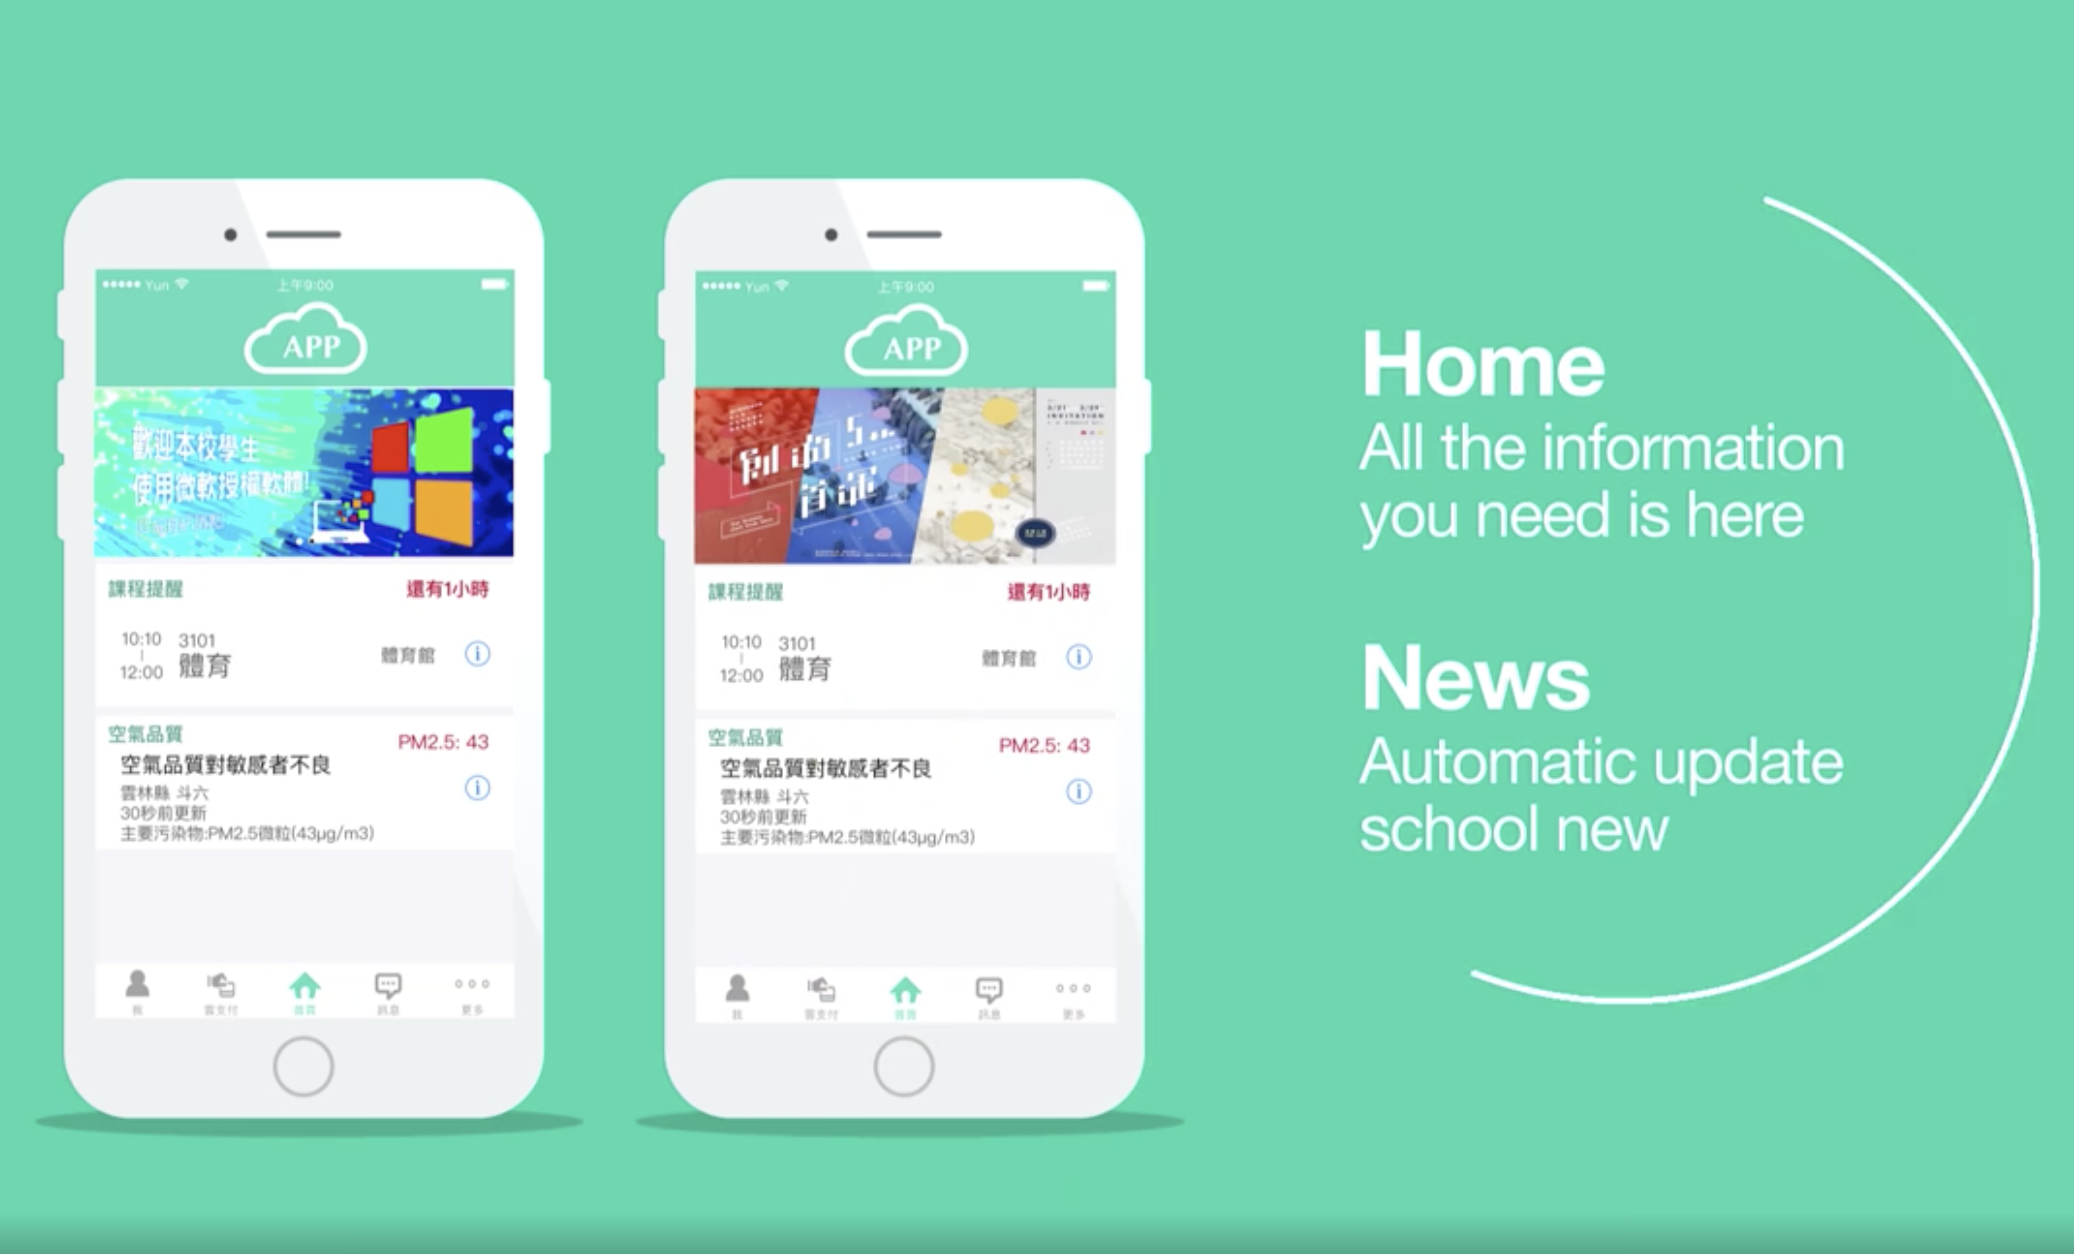 Yun
上午9:00
APP
歡迎本校學生
使用微軟授權軟體!
課程提醒
還有1小時
10:10
3101
體育
12:00
體育館
空氣品質
PM2.5: 43
空氣品質對敏感者不良
雲林縣 斗六
30秒前更新
主要污染物:PM2.5微粒(43μg/m3)
我
雲支付
首頁
訊息
更多
Yun
上午9:00
APP
INVITATION
課程提醒
還有1小時
10:10
3101
體育
12:00
體育館
空氣品質
PM2.5: 43
空氣品質對敏感者不良
雲林縣 斗六
30秒前更新
主要污染物:PM2.5微粒(43μg/m3)
我
雲支付
首頁
訊息
更多
Home
All the information
you need is here
News
Automatic update
school new